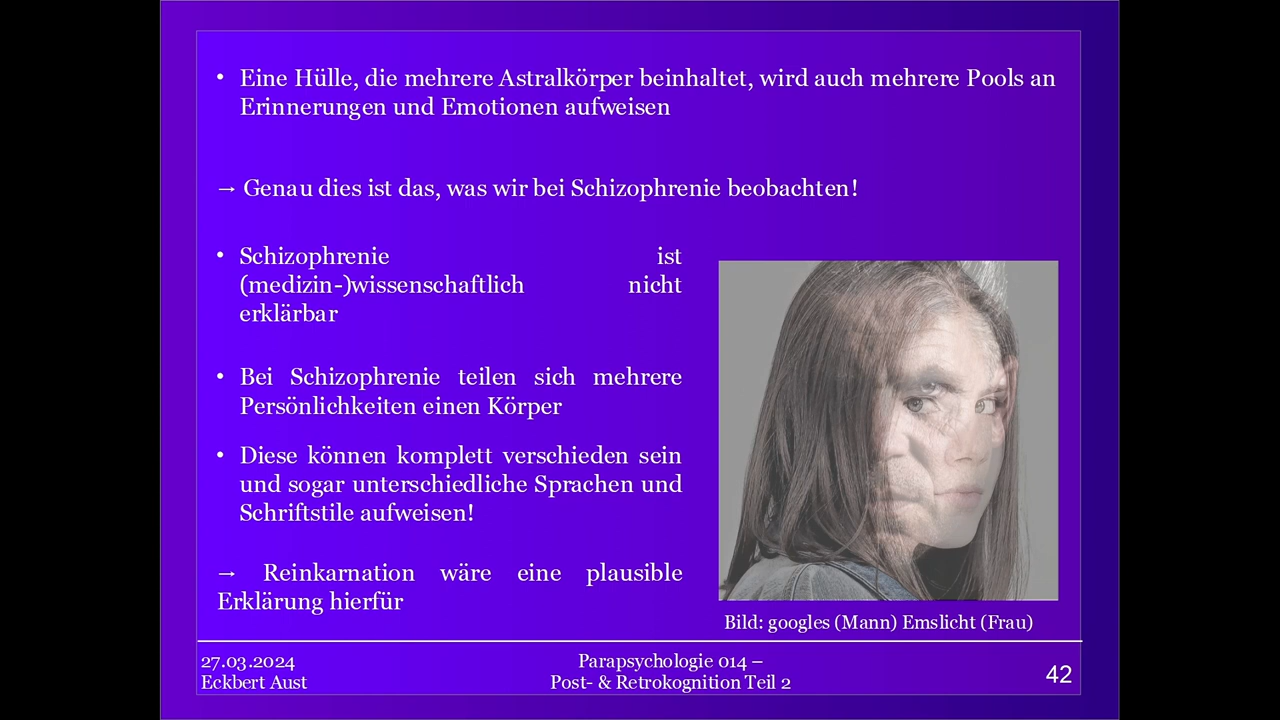 • Eine Hülle, die mehrere Astralkörper beinhaltet, wird auch mehrere Pools an
Erinnerungen und Emotionen aufweisen
→ Genau dies ist das, was wir bei Schizophrenie beobachten!
• Schizophrenie ist
(medizin-)wissenschaftlich nicht
erklärbar
• Bei Schizophrenie teilen sich mehrere
Persönlichkeiten einen Körper
• Diese können komplett verschieden sein
und sogar unterschiedliche Sprachen und
Schriftstile aufweisen!
→ Reinkarnation wäre eine plausible
Erklärung hierfür
Bild: googles (Mann) Emslicht (Frau)
27.03.2024
Eckbert Aust
Parapsychologie 014 –
Post- & Retrokognition Teil 2
42